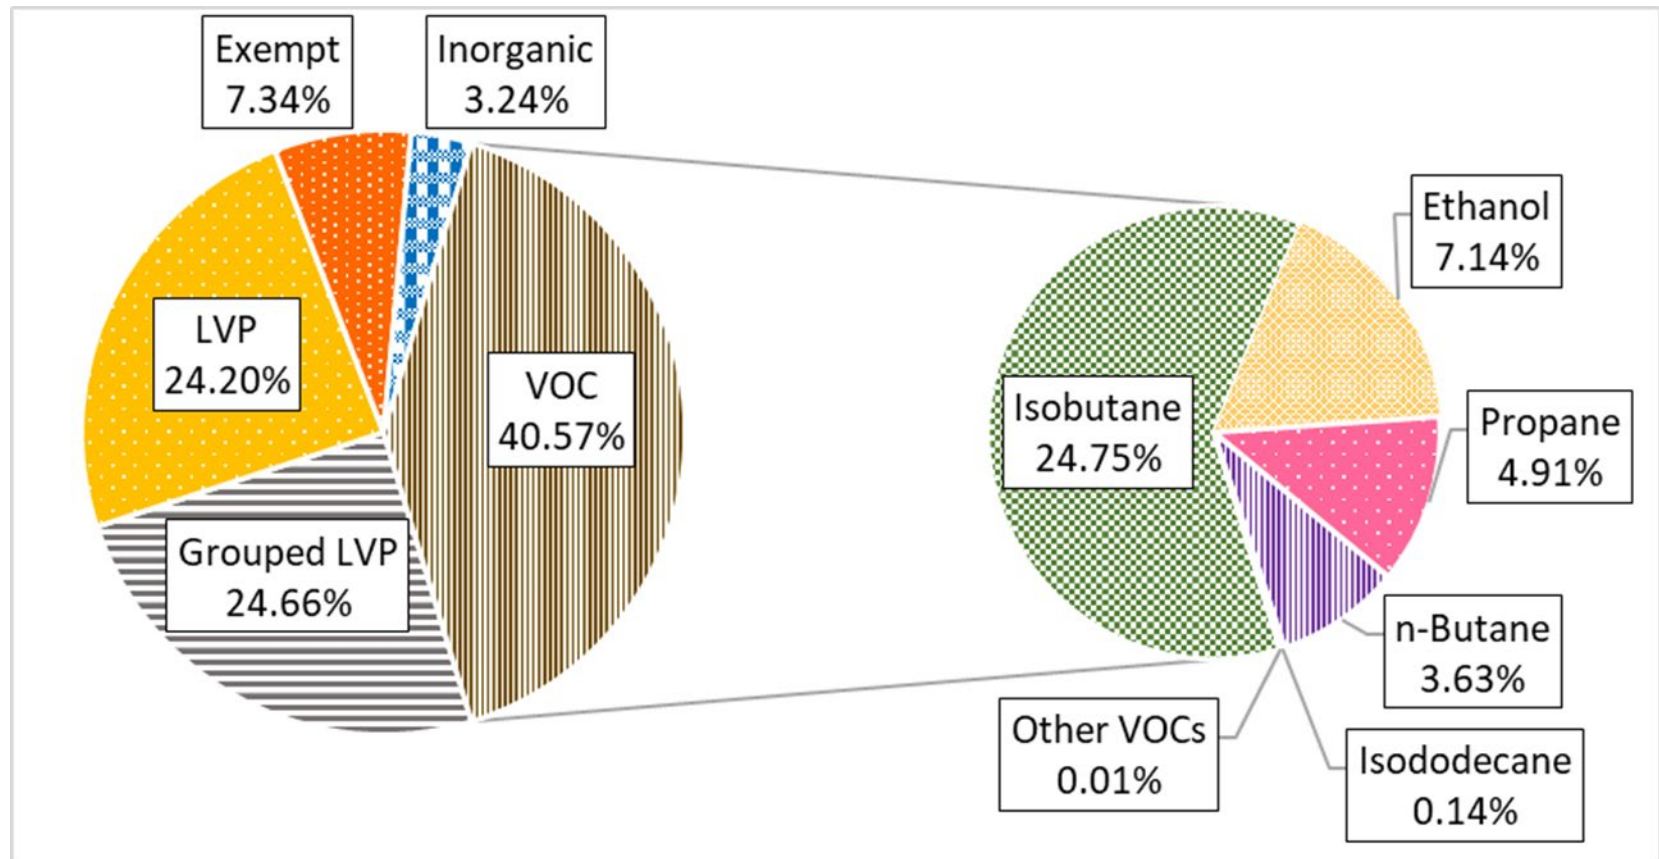 Exempt
7.34%
Inorganic
3.24%
LVP
24.20%
VOC
40.57%
Grouped LVP
24.66%
Isobutane
24.75%
Ethanol
7.14%
Propane
4.91%
n-Butane
3.63%
Other VOCs
0.01%
Isododecane
0.14%